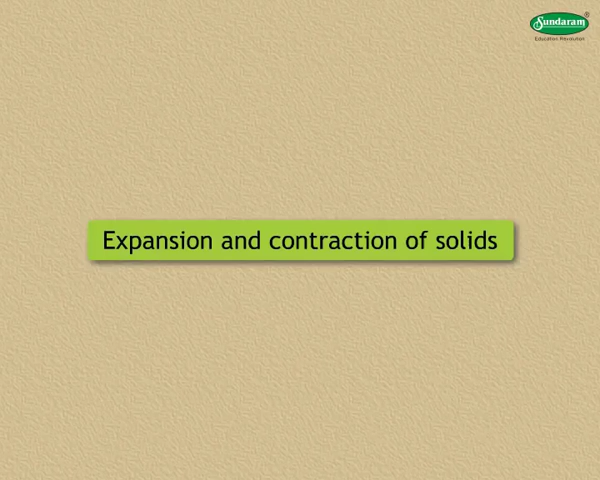 Sundaram®
Education Revolution
Expansion and contraction of solids